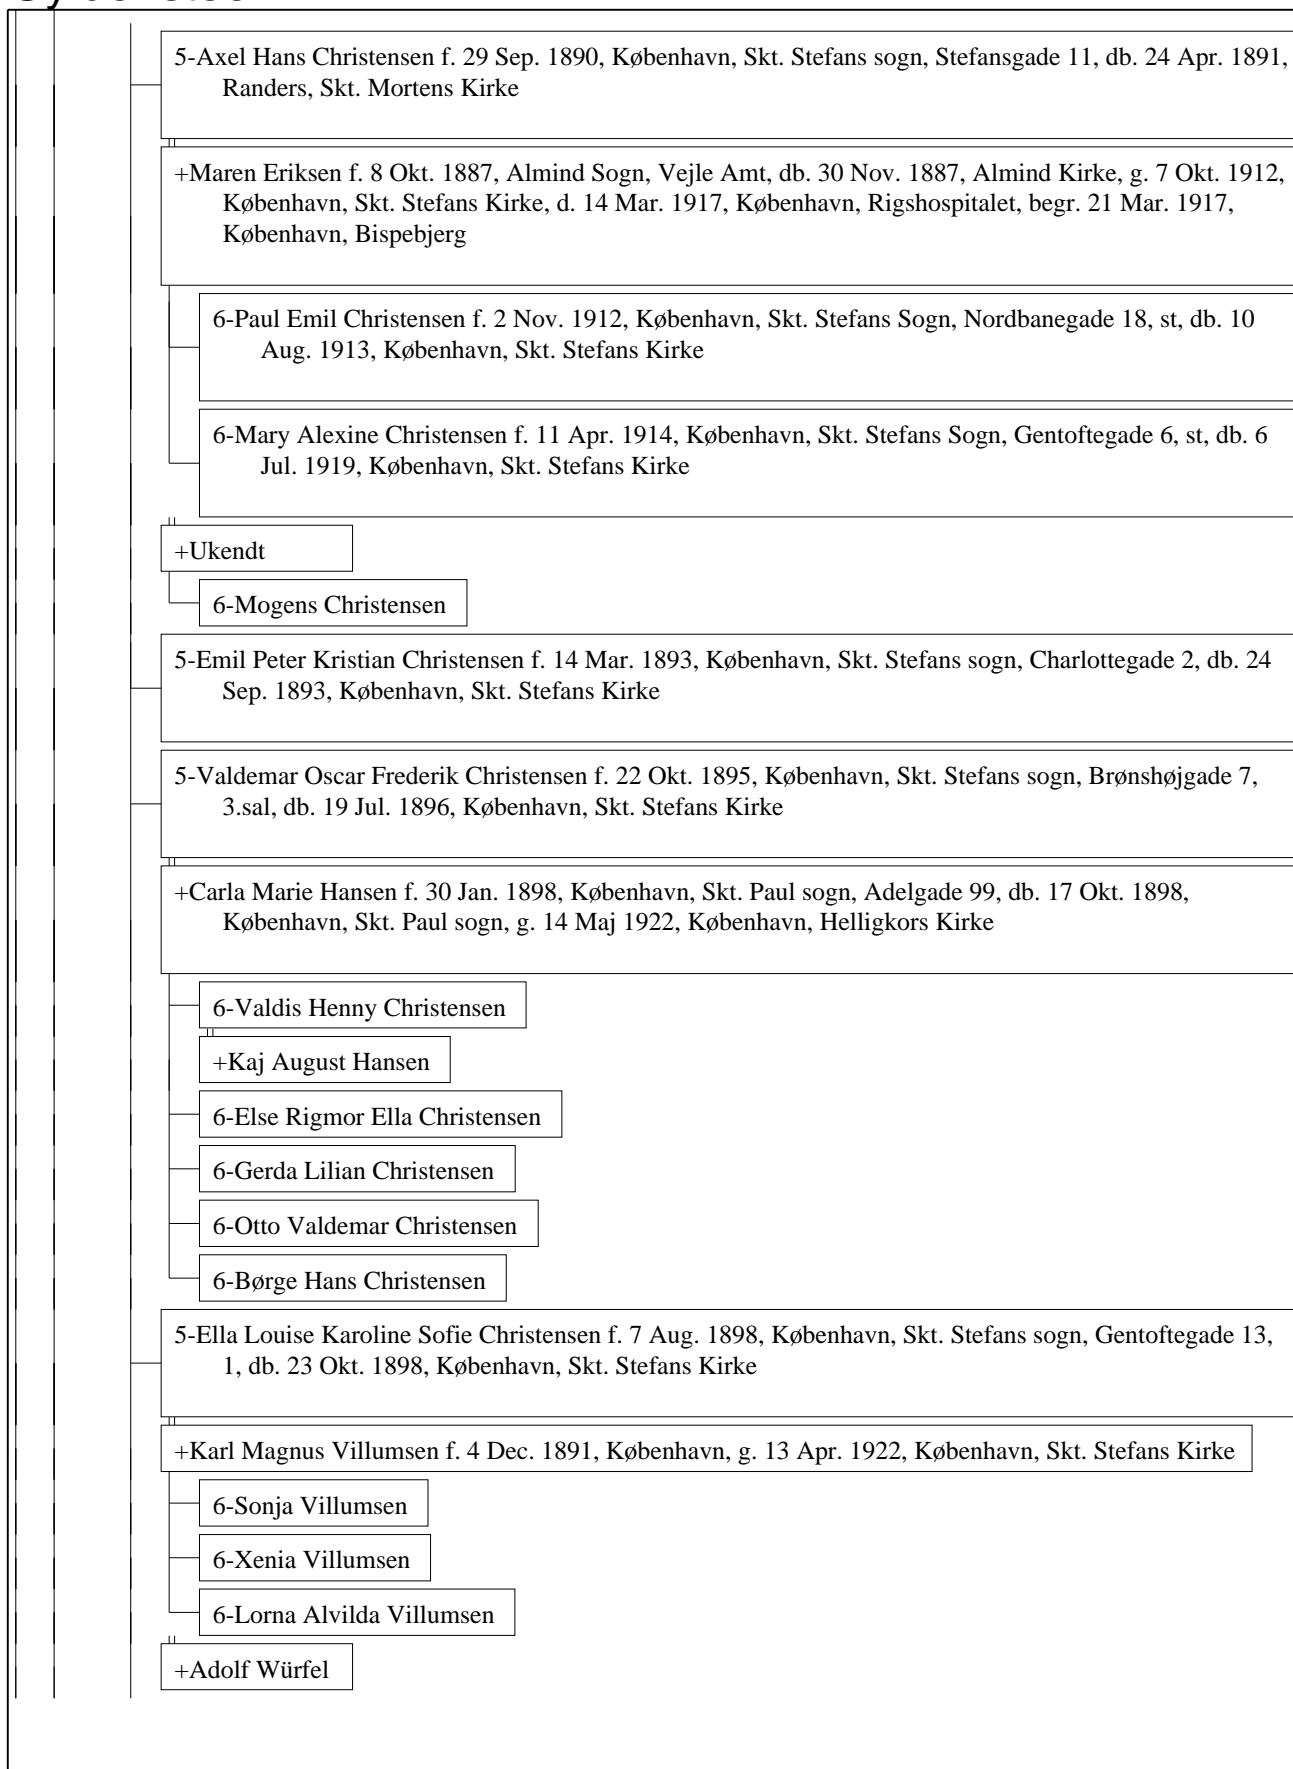 5-Axel Hans Christensen f. 29 Sep. 1890, København, Skt. Stefans sogn, Stefansgade 11, db. 24 Apr. 1891,
Randers, Skt. Mortens Kirke
+Maren Eriksen f. 8 Okt. 1887, Almind Sogn, Vejle Amt, db. 30 Nov. 1887, Almind Kirke, g. 7 Okt. 1912,
København, Skt. Stefans Kirke, d. 14 Mar. 1917, København, Rigshospitalet, begr. 21 Mar. 1917,
København, Bispebjerg
6-Paul Emil Christensen f. 2 Nov. 1912, København, Skt. Stefans Sogn, Nordbanegade 18, st, db. 10
Aug. 1913, København, Skt. Stefans Kirke
6-Mary Alexine Christensen f. 11 Apr. 1914, København, Skt. Stefans Sogn, Gentoftegade 6, st, db. 6
Jul. 1919, København, Skt. Stefans Kirke
+Ukendt
6-Mogens Christensen
5-Emil Peter Kristian Christensen f. 14 Mar. 1893, København, Skt. Stefans sogn, Charlottegade 2, db. 24
Sep. 1893, København, Skt. Stefans Kirke
5-Valdemar Oscar Frederik Christensen f. 22 Okt. 1895, København, Skt. Stefans sogn, Brønshøjgade 7,
3.sal, db. 19 Jul. 1896, København, Skt. Stefans Kirke
+Carla Marie Hansen f. 30 Jan. 1898, København, Skt. Paul sogn, Adelgade 99, db. 17 Okt. 1898,
København, Skt. Paul sogn, g. 14 Maj 1922, København, Helligkors Kirke
6-Valdis Henny Christensen
+Kaj August Hansen
6-Else Rigmor Ella Christensen
6-Gerda Lilian Christensen
6-Otto Valdemar Christensen
6-Børge Hans Christensen
5-Ella Louise Karoline Sofie Christensen f. 7 Aug. 1898, København, Skt. Stefans sogn, Gentoftegade 13,
1, db. 23 Okt. 1898, København, Skt. Stefans Kirke
+Karl Magnus Villumsen f. 4 Dec. 1891, København, g. 13 Apr. 1922, København, Skt. Stefans Kirke
6-Sonja Villumsen
6-Xenia Villumsen
6-Lorna Alvilda Villumsen
+Adolf Würfel